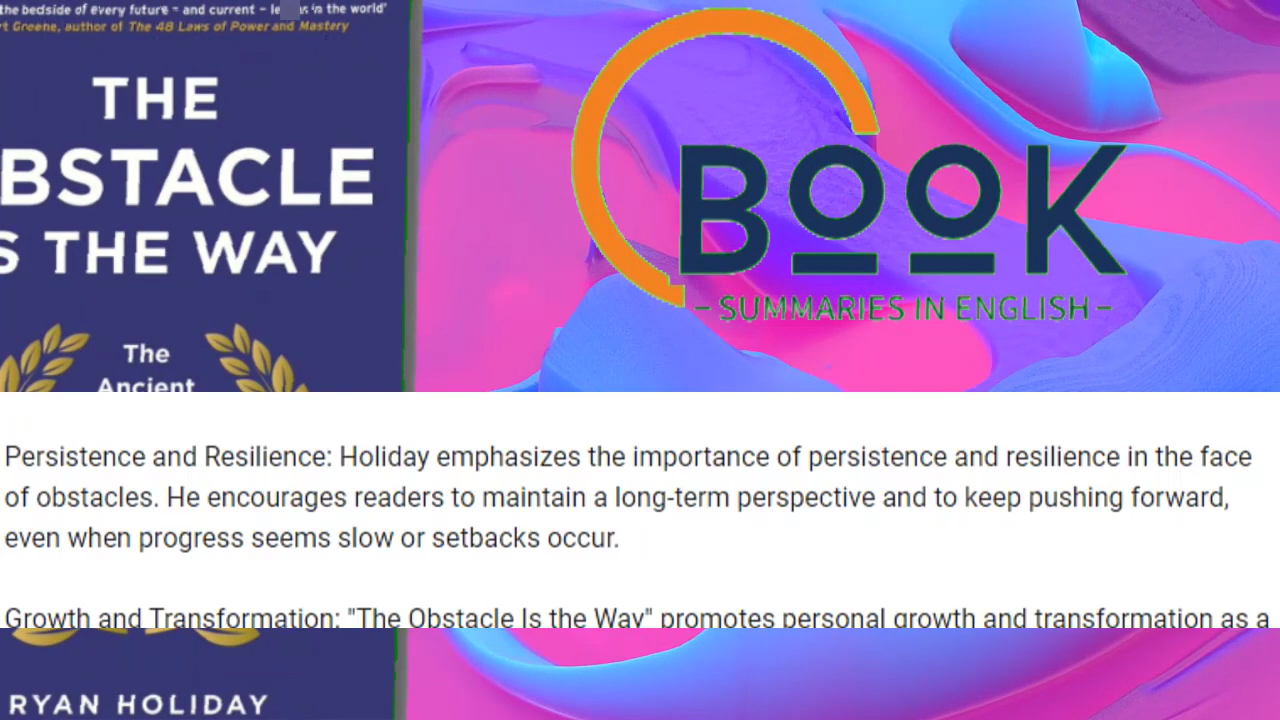 the bedside of every future – and current – in the world'
rt Greene, author of The 48 Laws of Power and Mastery
THE
BSTACLE
S THE WAY
The
Ancient
RYAN HOLIDAY
BOOK
– SUMMARIES IN ENGLISH –
Persistence and Resilience: Holiday emphasizes the importance of persistence and resilience in the face
of obstacles. He encourages readers to maintain a long-term perspective and to keep pushing forward,
even when progress seems slow or setbacks occur.
Growth and Transformation: "The Obstacle Is the Way" promotes personal growth and transformation as a